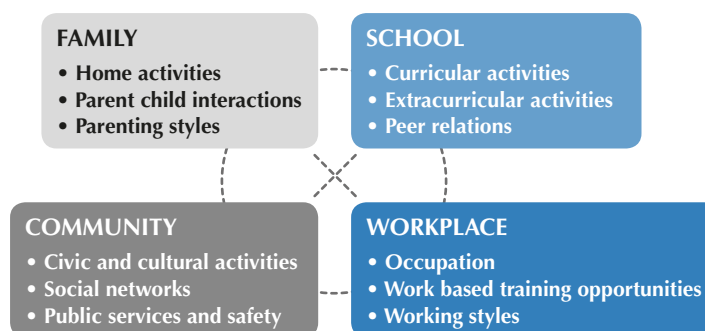 FAMILY
• Home activities
• Parent child interactions
• Parenting styles
SCHOOL
• Curricular activities
• Extracurricular activities
• Peer relations
COMMUNITY
• Civic and cultural activities
• Social networks
• Public services and safety
WORKPLACE
• Occupation
• Work based training opportunities
• Working styles